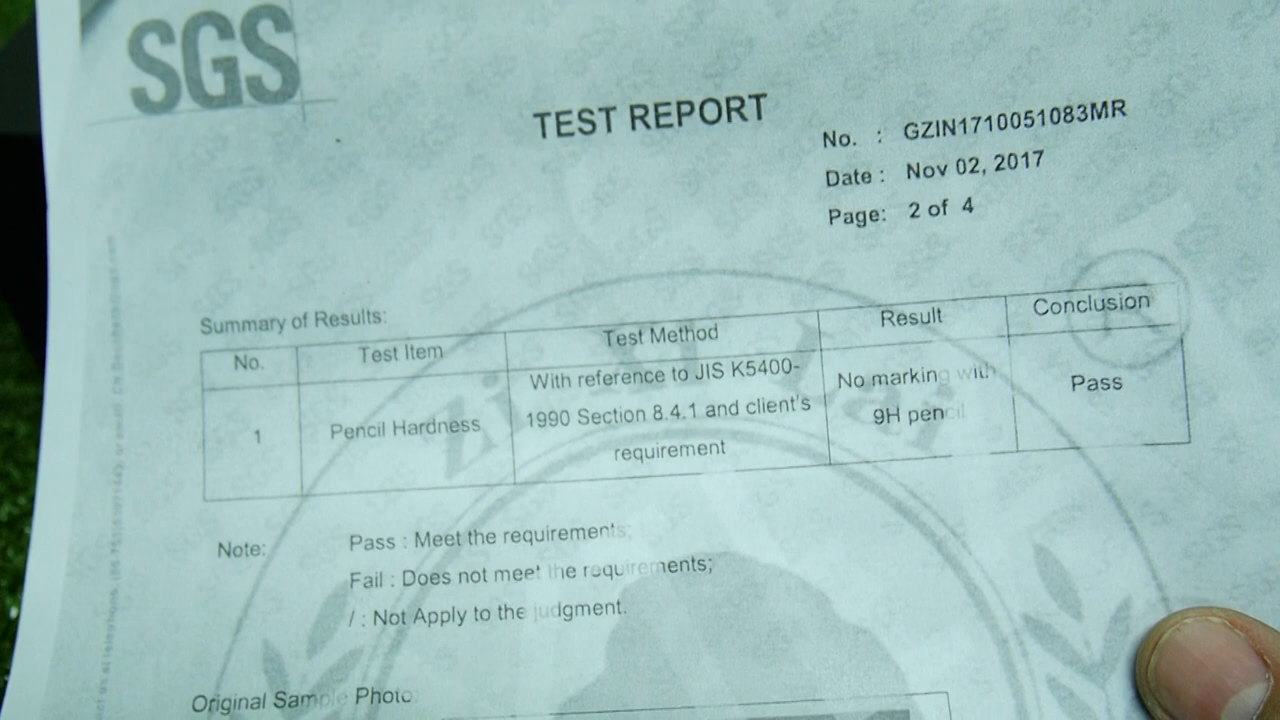 SGS
TEST REPORT
No. : GZIN1710051083MR
Date : Nov 02, 2017
Page: 2 of 4
Summary of Results:
No. Test Item Test Method Result Conclusion
1 Pencil Hardness With reference to JIS K5400-1990 Section 8.4.1 and client's requirement No marking with 9H pencil Pass
Note: Pass : Meet the requirements;
Fail : Does not meet the requirements;
/ : Not Apply to the judgment.
Original Sample Photo